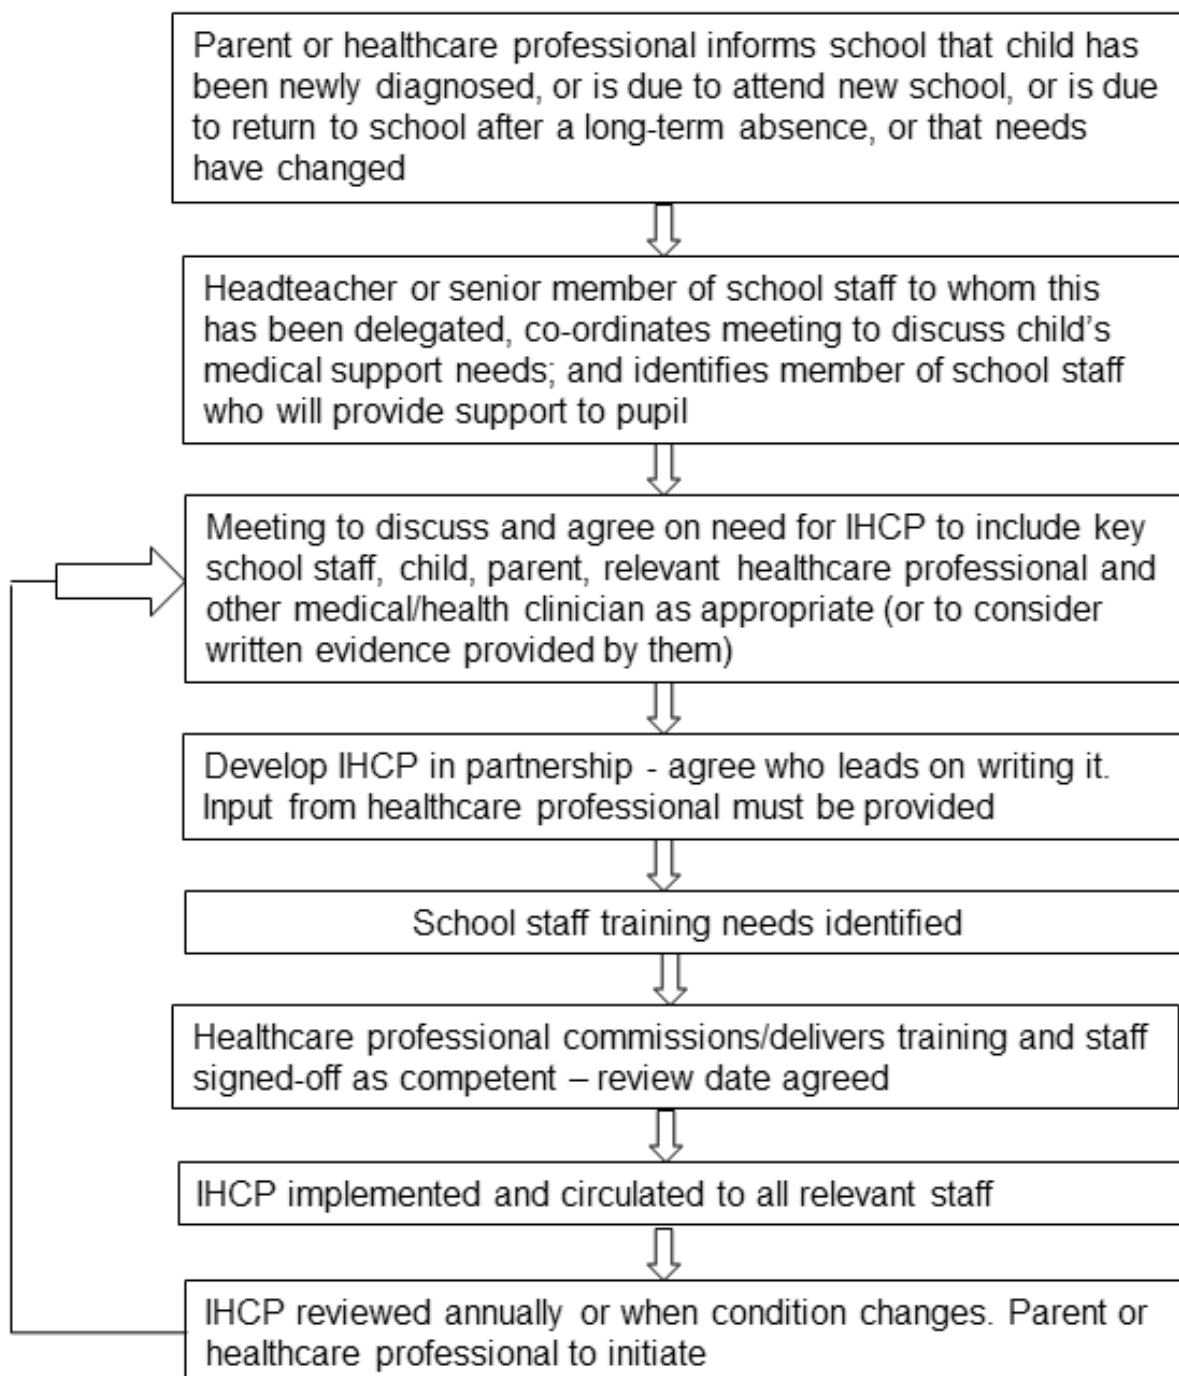 Parent or healthcare professional informs school that child has
been newly diagnosed, or is due to attend new school, or is due
to return to school after a long-term absence, or that needs
have changed
Headteacher or senior member of school staff to whom this
has been delegated, co-ordinates meeting to discuss child’s
medical support needs; and identifies member of school staff
who will provide support to pupil
Meeting to discuss and agree on need for IHCP to include key
school staff, child, parent, relevant healthcare professional and
other medical/health clinician as appropriate (or to consider
written evidence provided by them)
Develop IHCP in partnership - agree who leads on writing it.
Input from healthcare professional must be provided
School staff training needs identified
Healthcare professional commissions/delivers training and staff
signed-off as competent – review date agreed
IHCP implemented and circulated to all relevant staff
IHCP reviewed annually or when condition changes. Parent or
healthcare professional to initiate